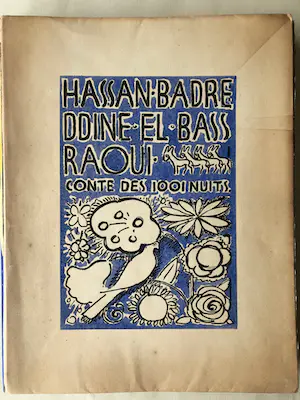 HASSAN·BADRE
DDINE·EL·BASS
RAOUI·
CONTE DES 1001 NUITS·